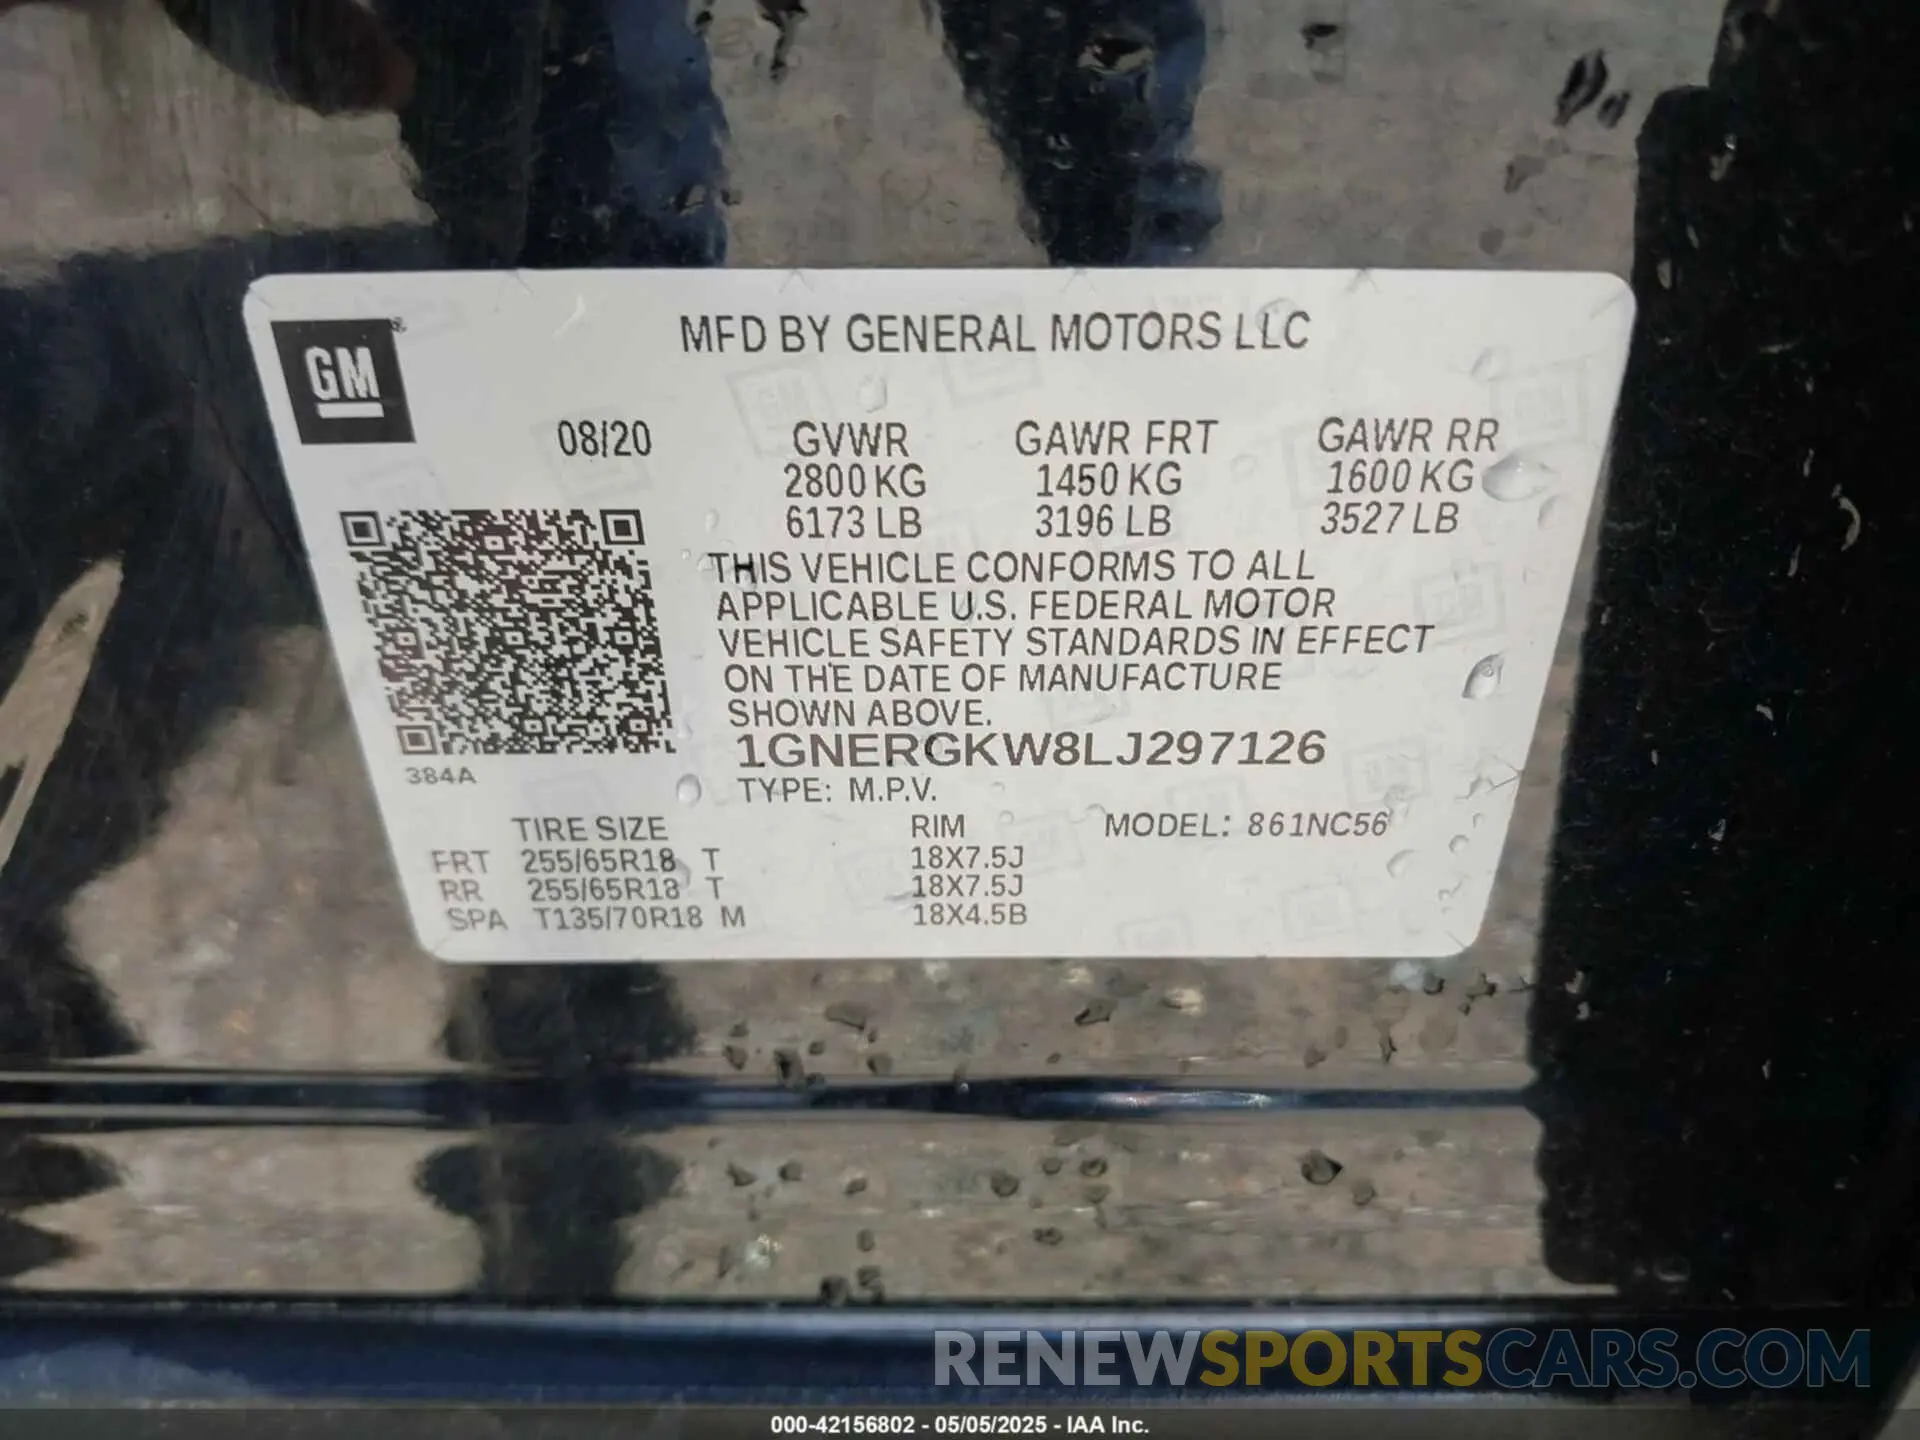 MFD BY GENERAL MOTORS LLC
GM
08/20 GVWR GAWR FRT GAWR RR
2800 KG 1450 KG 1600 KG
6173 LB 3196 LB 3527 LB
THIS VEHICLE CONFORMS TO ALL
APPLICABLE U.S. FEDERAL MOTOR
VEHICLE SAFETY STANDARDS IN EFFECT
ON THE DATE OF MANUFACTURE
SHOWN ABOVE.
1GNERGKW8LJ297126
384A
TYPE: M.P.V.
TIRE SIZE RIM MODEL: 861NC56
FRT 255/65R18 T 18X7.5J
RR 255/65R18 T 18X7.5J
SPA T135/70R18 M 18X4.5B
RENEWSPORTSCARS.COM
000-42156802 - 05/05/2025 - IAA Inc.